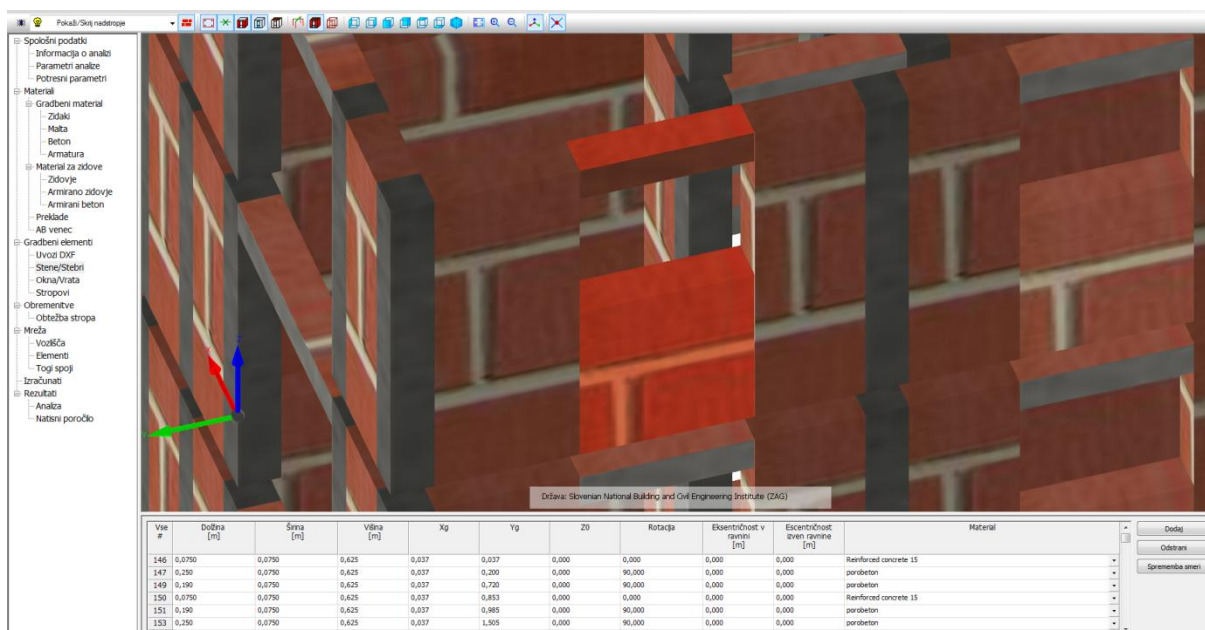 Pokaži/Skrij nadstropje
Spološni podatki
Informacija o analizi
Parametri analize
Potresni parametri
Materiali
Gradbeni material
Zidaki
Malta
Beton
Armatura
Material za zidove
Zidovje
Armirano zidovje
Armirani beton
Preklade
AB venec
Gradbeni elementi
Uvozi DXF
Stene/Stebri
Okna/Vrata
Stropovi
Obremenitve
Obtežba stropa
Mreža
Vozlišča
Elementi
Togi spoji
Izračunati
Rezultati
Analiza
Natisni poročilo
Z
Država: Slovenian National Building and Civil Engineering Institute (ZAG)
Vse # Dolžina [m] Širina [m] Višina [m] Xg Yg Z0 Rotacija Eksentričnost v ravnini [m] Escentričnost izven ravnine [m] Material
146 0,0750 0,0750 0,625 0,037 0,037 0,000 0,000 0,000 0,000 Reinforced concrete 15
147 0,250 0,0750 0,625 0,037 0,200 0,000 90,000 0,000 0,000 porobeton
149 0,190 0,0750 0,625 0,037 0,720 0,000 90,000 0,000 0,000 porobeton
150 0,0750 0,0750 0,625 0,037 0,853 0,000 0,000 0,000 0,000 Reinforced concrete 15
151 0,190 0,0750 0,625 0,037 0,985 0,000 90,000 0,000 0,000 porobeton
153 0,250 0,0750 0,625 0,037 1,505 0,000 90,000 0,000 0,000 porobeton
Dodaj
Odstrani
Sprememba smeri